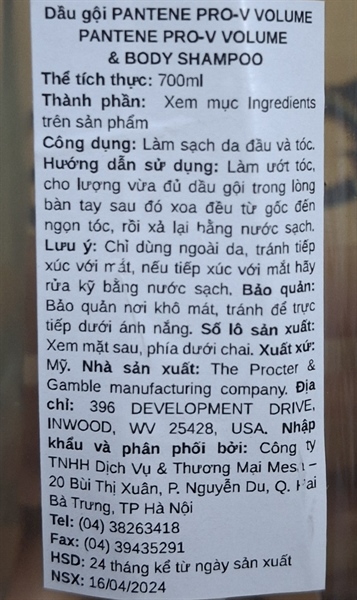 Dầu gội PANTENE PRO-V VOLUME
PANTENE PRO-V VOLUME
& BODY SHAMPOO
Thể tích thực: 700ml
Thành phần: Xem mục Ingredients
trên sản phẩm
Công dụng: Làm sạch da đầu và tóc.
Hướng dẫn sử dụng: Làm ướt tóc,
cho lượng vừa đủ dầu gội trong lòng
bàn tay sau đó xoa đều từ gốc đến
ngọn tóc, rồi xả lại bằng nước sạch.
Lưu ý: Chỉ dùng ngoài da, tránh tiếp
xúc với mắt, nếu tiếp xúc với mắt hãy
rửa kỹ bằng nước sạch. Bảo quản:
Bảo quản nơi khô mát, tránh để trực
tiếp dưới ánh nắng. Số lô sản xuất:
Xem mặt sau, phía dưới chai. Xuất xứ:
Mỹ. Nhà sản xuất: The Procter &
Gamble manufacturing company. Địa
chỉ: 396 DEVELOPMENT DRIVE,
INWOOD, WV 25428, USA. Nhập
khẩu và phân phối bởi: Công ty
TNHH Dịch Vụ & Thương Mại –
20 Bùi Thị Xuân, P. Nguyễn Du, Q. Hai
Bà Trưng, TP Hà Nội
Tel: (04) 38263418
Fax: (04) 39435291
HSD: 24 tháng kể từ ngày sản xuất
NSX: 16/04/2024